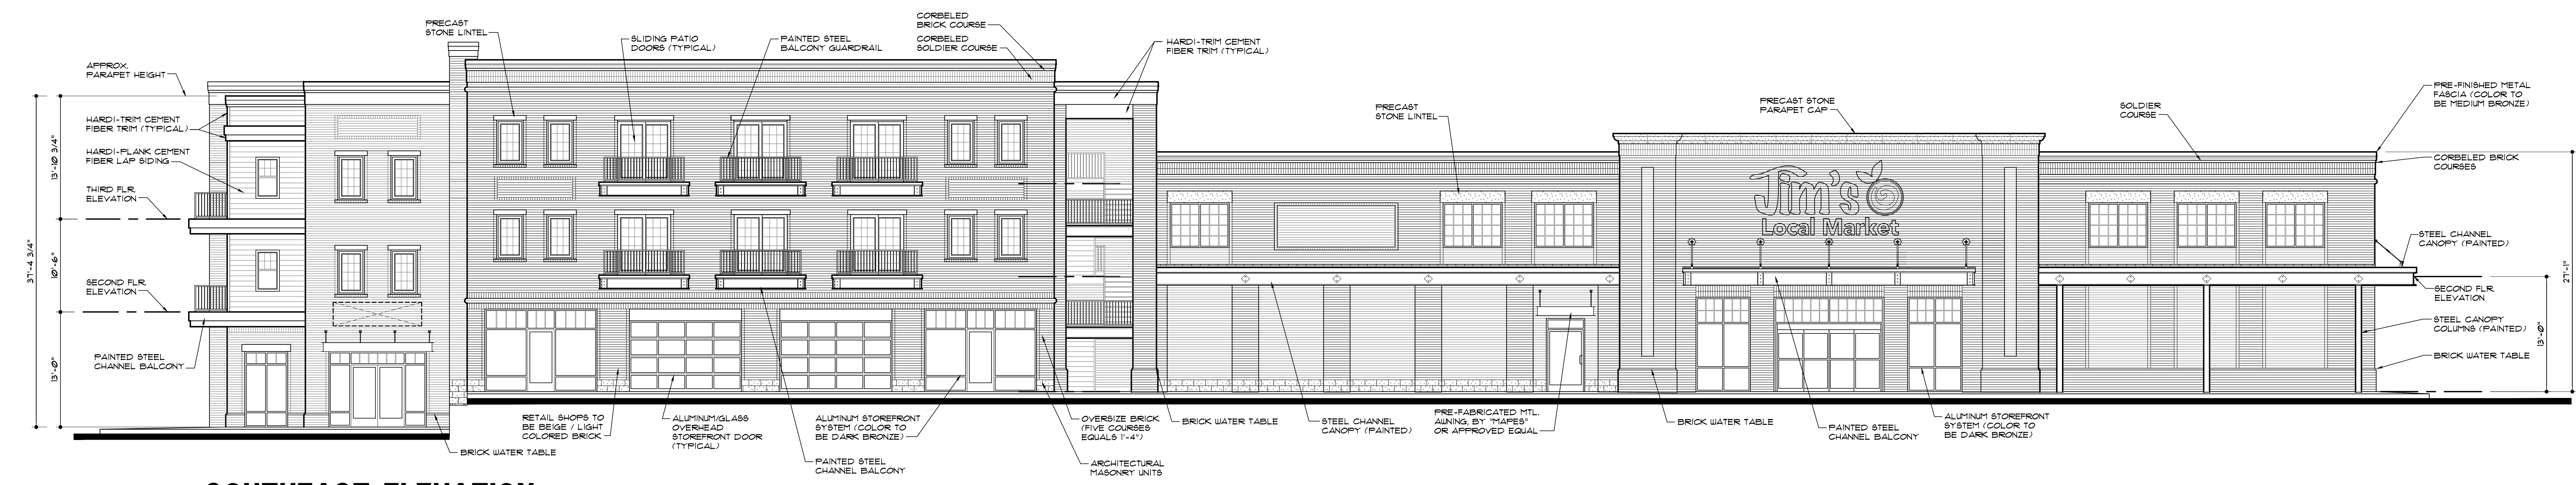 PRECAST
STONE LINTEL
SLIDING PATIO
DOORS (TYPICAL)
PAINTED STEEL
BALCONY GUARDRAIL
CORBELED
BRICK COURSE
CORBELED
SOLDIER COURSE
HARDI-TRIM CEMENT
FIBER TRIM (TYPICAL)
APPROX.
PARAPET HEIGHT
HARDI-TRIM CEMENT
FIBER TRIM (TYPICAL)
HARDI-PLANK CEMENT
FIBER LAP SIDING
THIRD FLR.
ELEVATION
SECOND FLR.
ELEVATION
PAINTED STEEL
CHANNEL BALCONY
37'-4 3/4"
13'-10 3/4"
10'-6"
13'-0"
PRECAST
STONE LINTEL
PRECAST STONE
PARAPET CAP
SOLDIER
COURSE
PRE-FINISHED METAL
FASCIA (COLOR TO
BE MEDIUM BRONZE)
CORBELED BRICK
COURSES
Jim's
Local Market
STEEL CHANNEL
CANOPY (PAINTED)
SECOND FLR.
ELEVATION
STEEL CANOPY
COLUMNS (PAINTED)
BRICK WATER TABLE
27'-1"
13'-0"
BRICK WATER TABLE
RETAIL SHOPS TO
BE BEIGE / LIGHT
COLORED BRICK
ALUMINUM/GLASS
OVERHEAD
STOREFRONT DOOR
(TYPICAL)
PAINTED STEEL
CHANNEL BALCONY
ALUMINUM STOREFRONT
SYSTEM (COLOR TO
BE DARK BRONZE)
OVERSIZE BRICK
(FIVE COURSES
EQUALS 1'-4")
ARCHITECTURAL
MASONRY UNITS
BRICK WATER TABLE
STEEL CHANNEL
CANOPY (PAINTED)
PRE-FABRICATED MTL.
AWNING, BY "MAPES"
OR APPROVED EQUAL
BRICK WATER TABLE
PAINTED STEEL
CHANNEL BALCONY
ALUMINUM STOREFRONT
SYSTEM (COLOR TO
BE DARK BRONZE)
SOUTHEAST ELEVATION